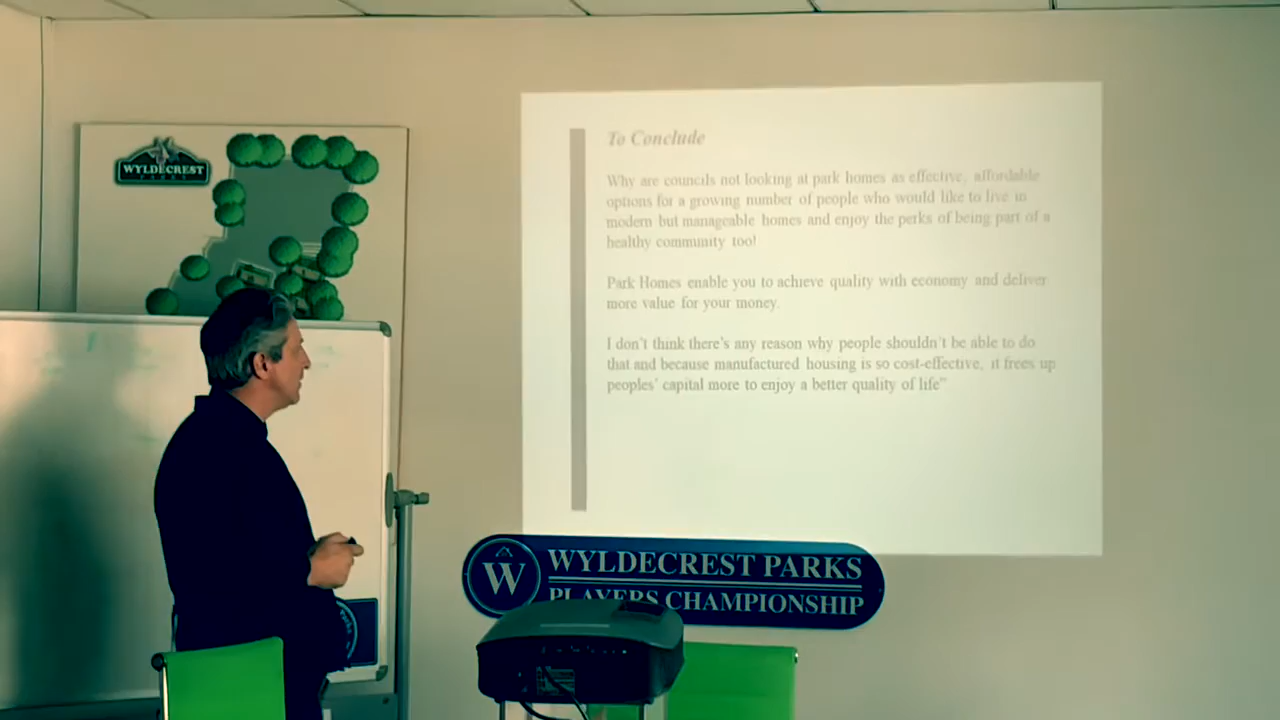 WYLDECREST
PARKS
To Conclude
Why are councils not looking at park homes as effective, affordable
options for a growing number of people who would like to live in
modern but manageable homes and enjoy the perks of being part of a
healthy community too!
Park Homes enable you to achieve quality with economy and deliver
more value for your money.
I don't think there's any reason why people shouldn't be able to do
that and because manufactured housing is so cost-effective, it frees up
peoples' capital more to enjoy a better quality of life"
W
WYLDECREST PARKS
PLAYERS CHAMPIONSHIP